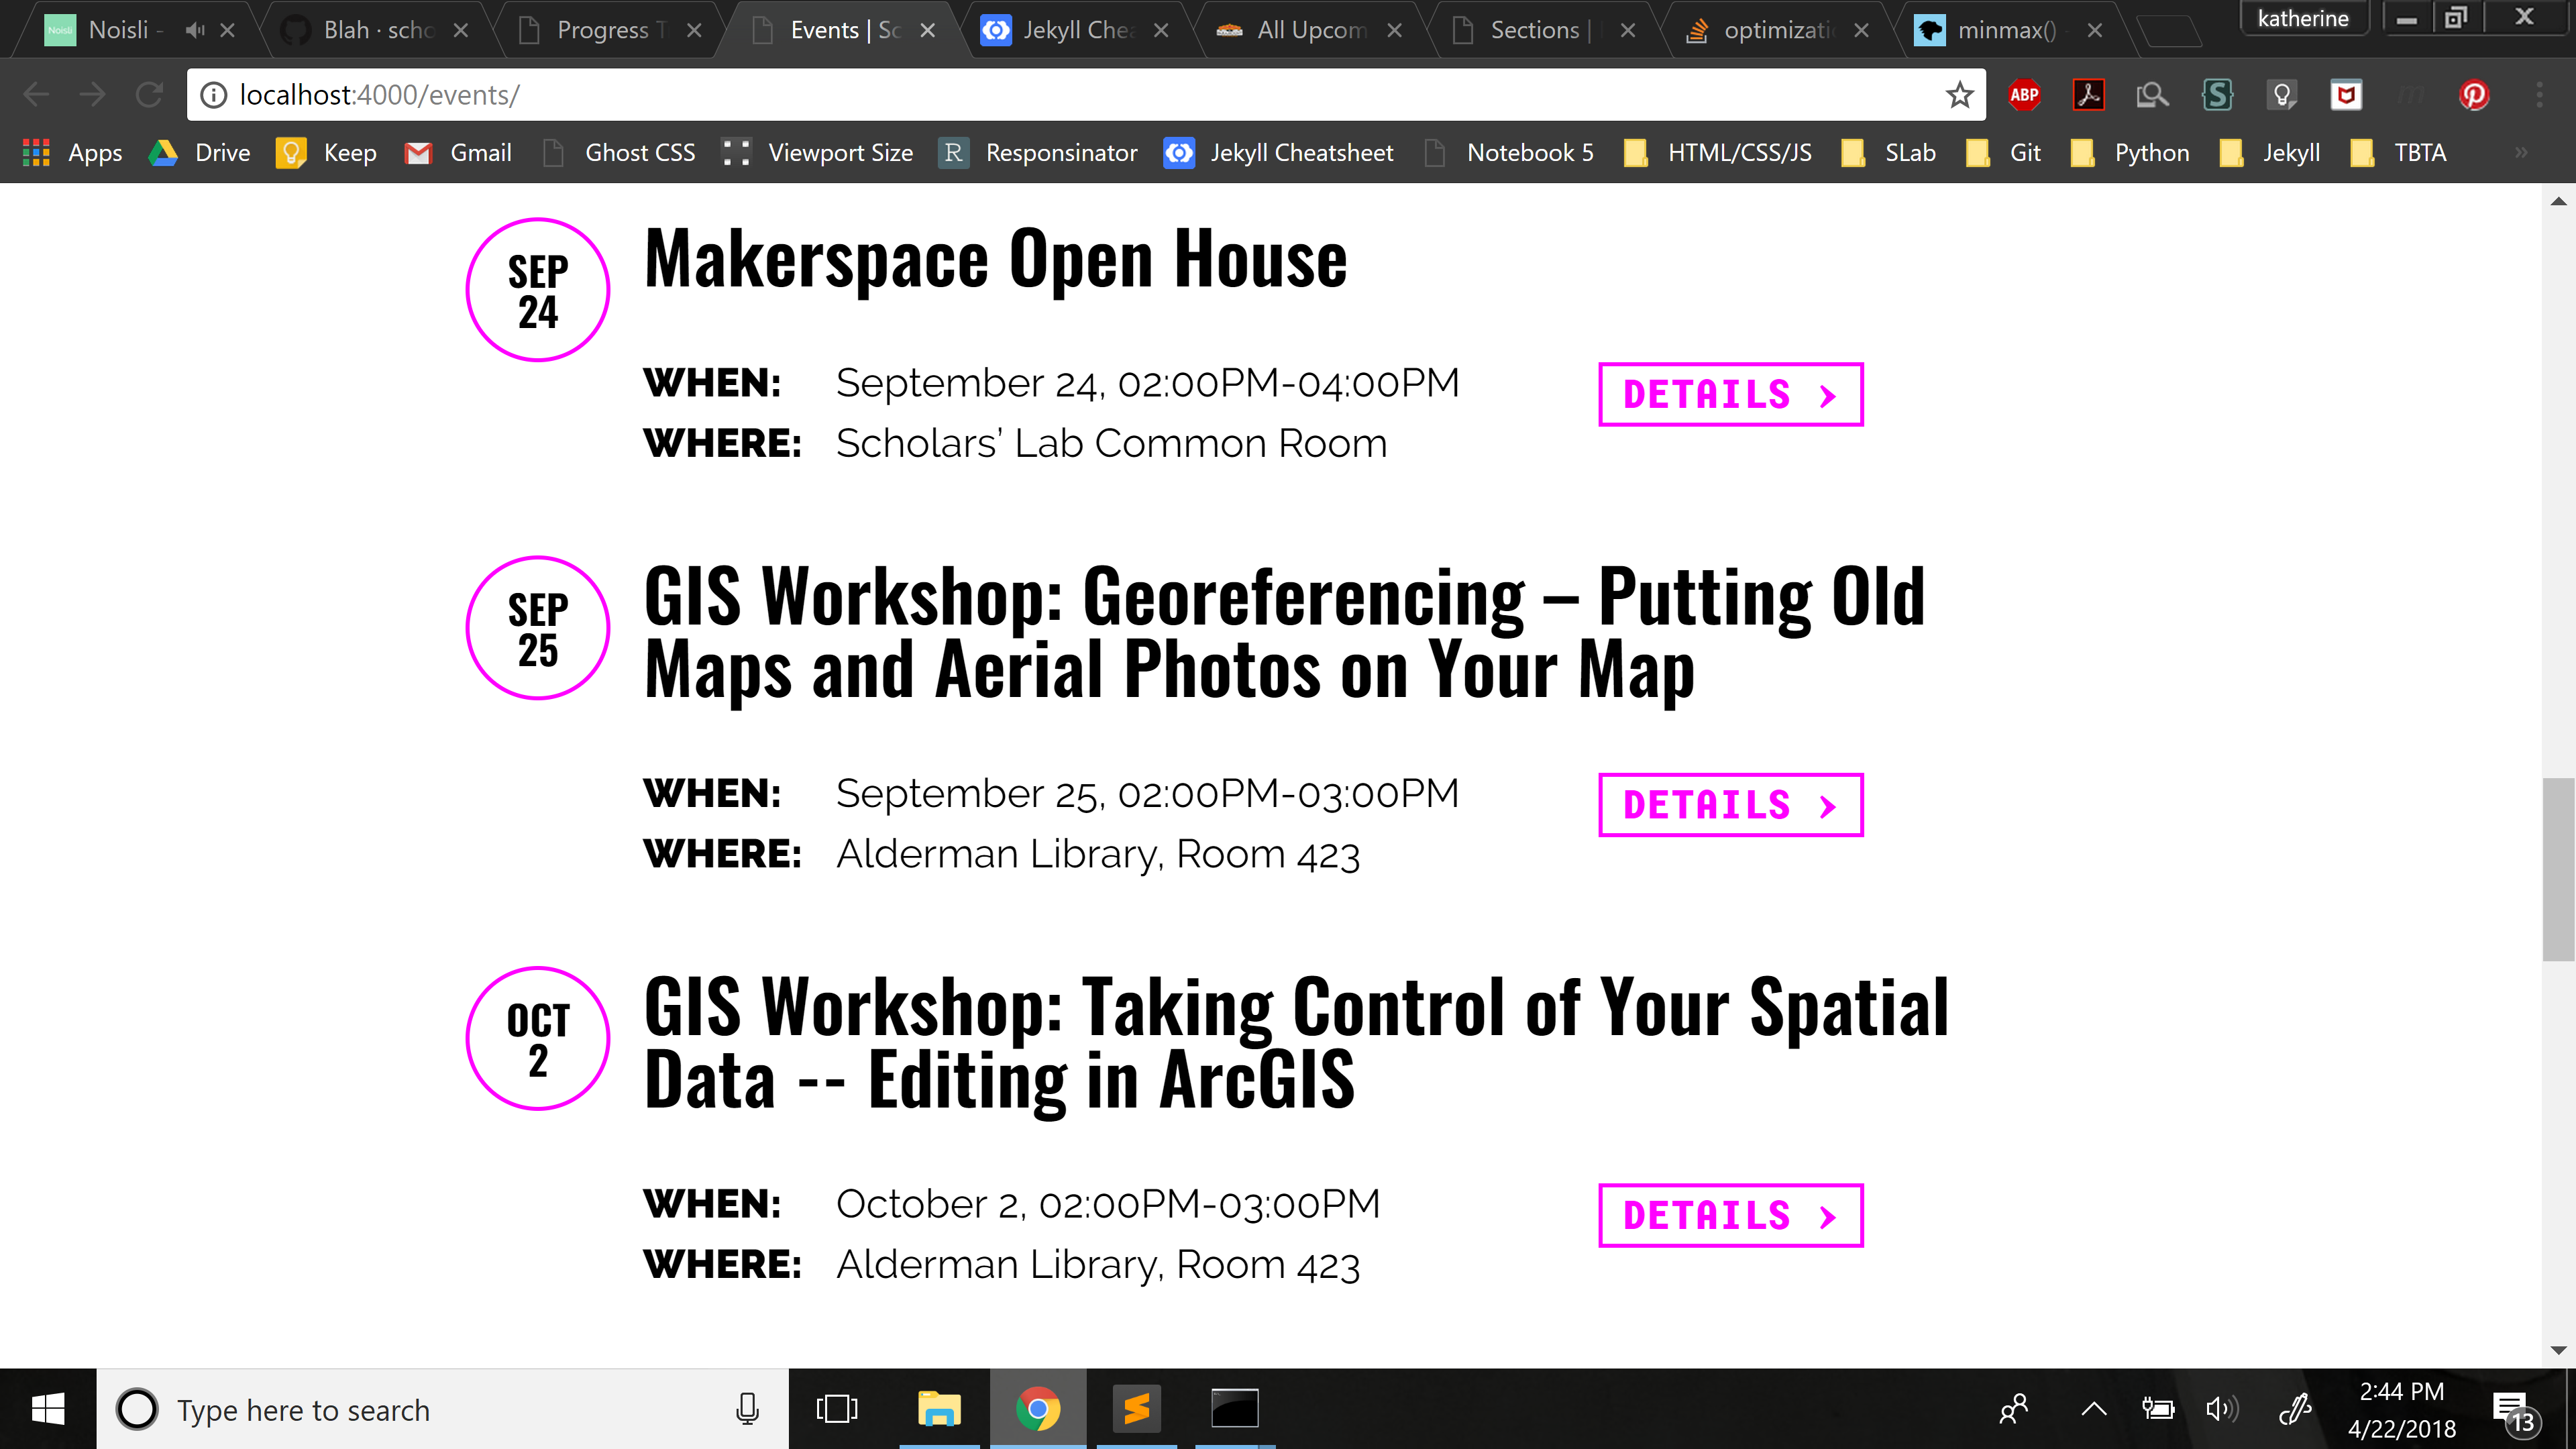 Noisli -
Blah · scho
Progress T
Events | Sc
Jekyll Chea
All Upcom
Sections |
optimizati
minmax()
katherine
localhost:4000/events/
ABP
Apps
Drive
Keep
Gmail
Ghost CSS
Viewport Size
R Responsinator
Jekyll Cheatsheet
Notebook 5
HTML/CSS/JS
SLab
Git
Python
Jekyll
TBTA
»
SEP
24
Makerspace Open House
WHEN: September 24, 02:00PM-04:00PM
DETAILS >
WHERE: Scholars’ Lab Common Room
SEP
25
GIS Workshop: Georeferencing – Putting Old
Maps and Aerial Photos on Your Map
WHEN: September 25, 02:00PM-03:00PM
DETAILS >
WHERE: Alderman Library, Room 423
OCT
2
GIS Workshop: Taking Control of Your Spatial
Data -- Editing in ArcGIS
WHEN: October 2, 02:00PM-03:00PM
DETAILS >
WHERE: Alderman Library, Room 423
Type here to search
2:44 PM
4/22/2018
13